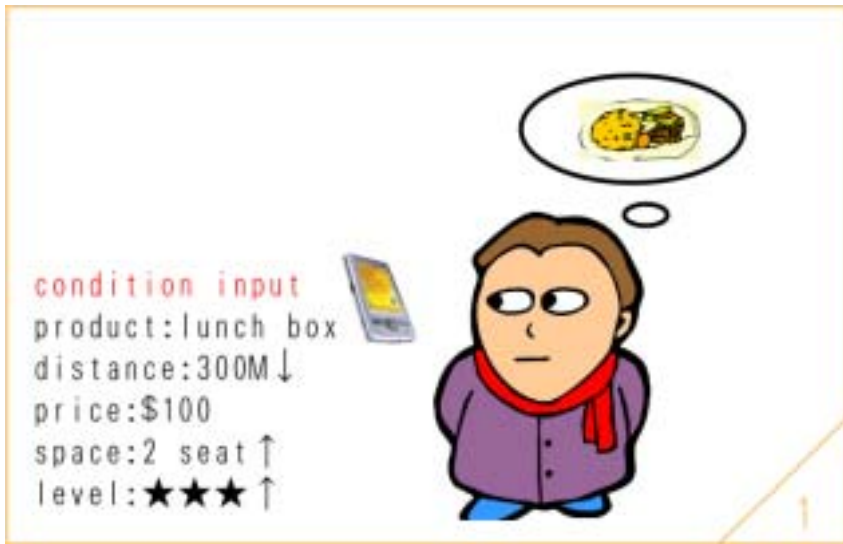 condition input
product:lunch box
distance:300M↓
price:$100
space:2 seat↑
level:★★★↑
1